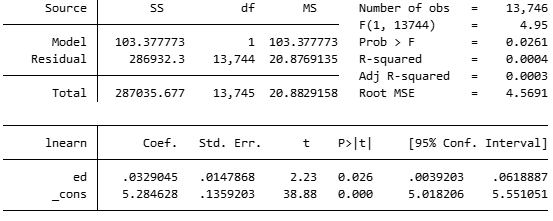 Source SS df MS Number of obs = 13,746
F(1, 13744) = 4.95
Model 103.377773 1 103.377773 Prob > F = 0.0261
Residual 286932.3 13,744 20.8769135 R-squared = 0.0004
Adj R-squared = 0.0003
Total 287035.677 13,745 20.8829158 Root MSE = 4.5691
lnearn Coef. Std. Err. t P>|t| [95% Conf. Interval]
ed .0329045 .0147868 2.23 0.026 .0039203 .0618887
_cons 5.284628 .1359203 38.88 0.000 5.018206 5.551051